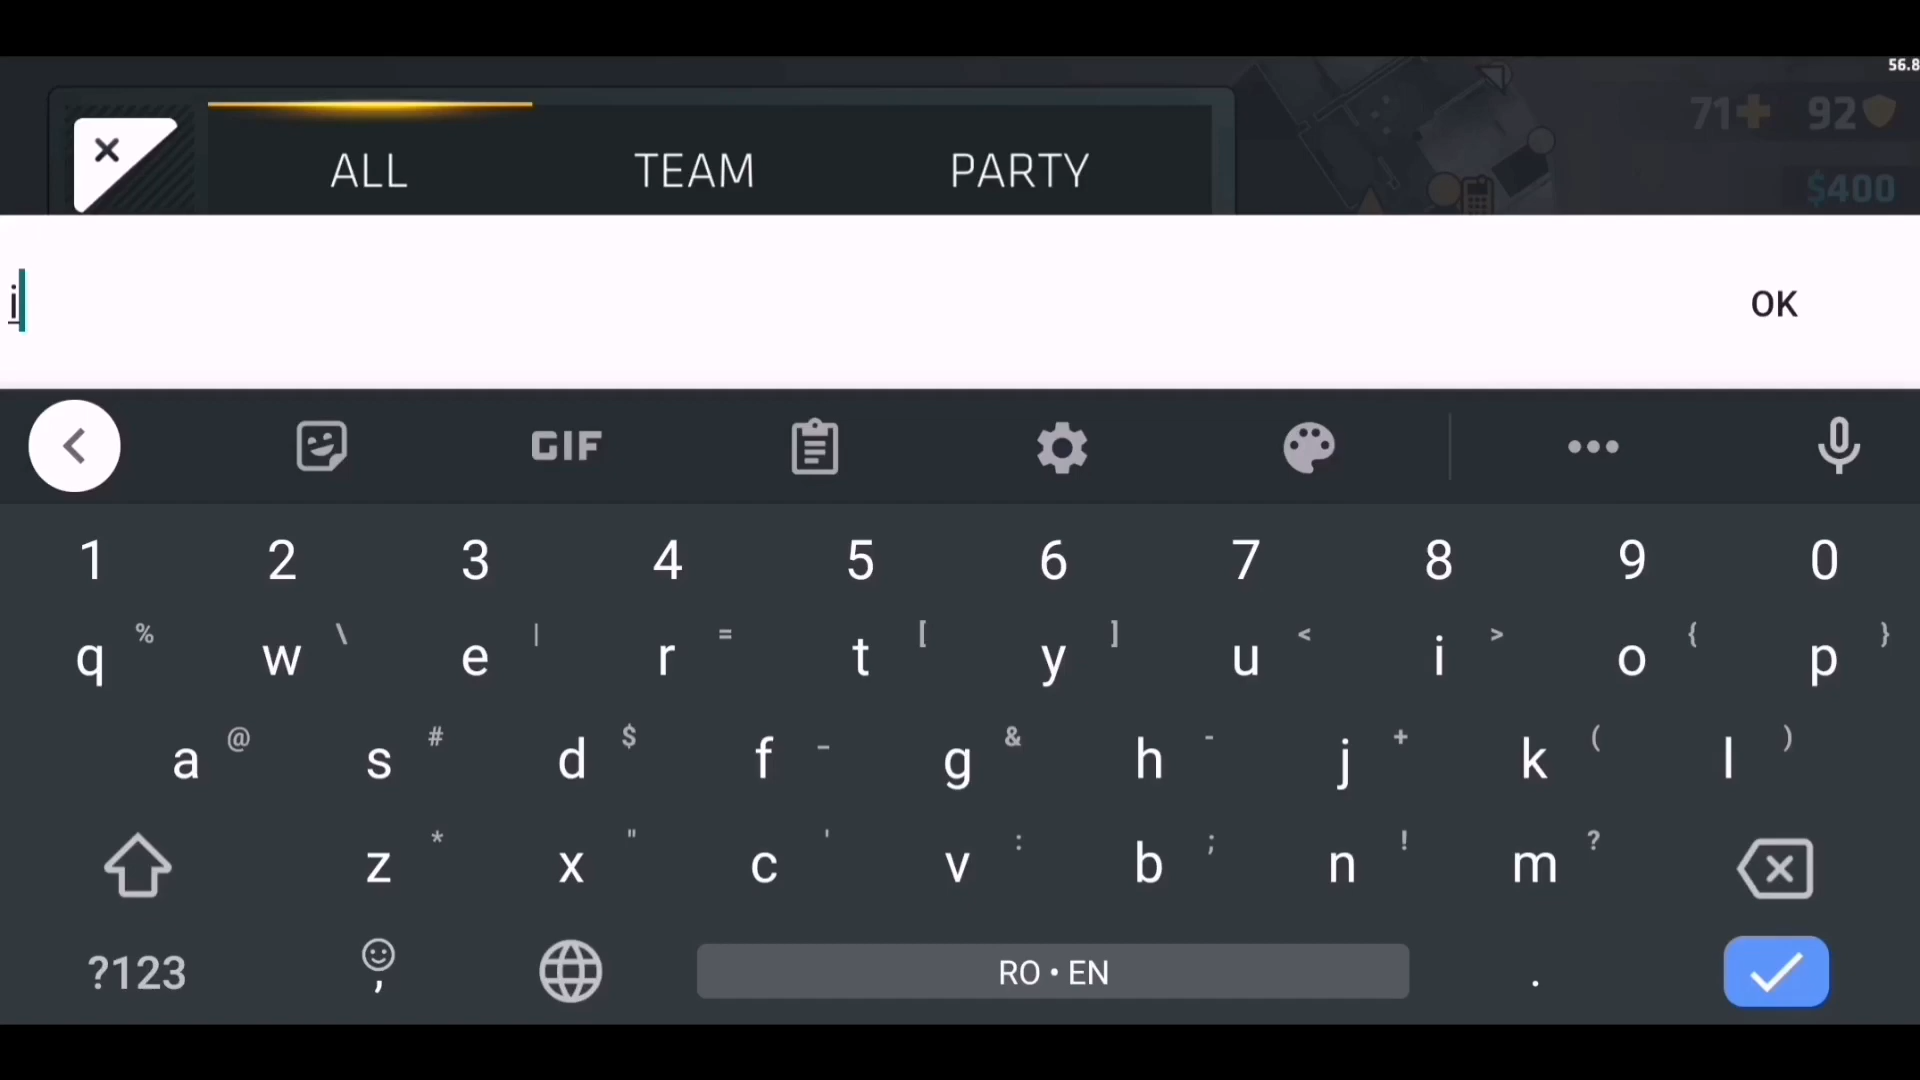 56.8
71 92
ALL TEAM PARTY
$400
i
OK
GIF
1 2 3 4 5 6 7 8 9 0
% \ | = [ ] < > { }
q w e r t y u i o p
@ # $ _ & - + ( )
a s d f g h j k l
* " ' : ; ! ?
z x c v b n m
?123 , RO • EN .